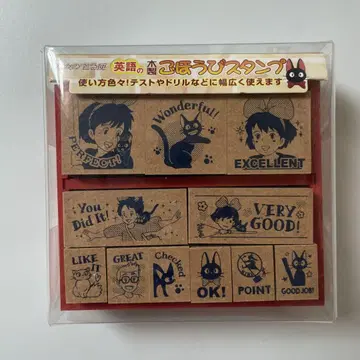 英語の木製ごほうびスタンプ
使い方色々!テストやドリルなどに幅広く使えます
PERFECT!
Wonderful!
EXCELLENT
You Did It!
VERY GOOD!
LIKE IT
GREAT
Checked
OK!
POINT
GOOD JOB!